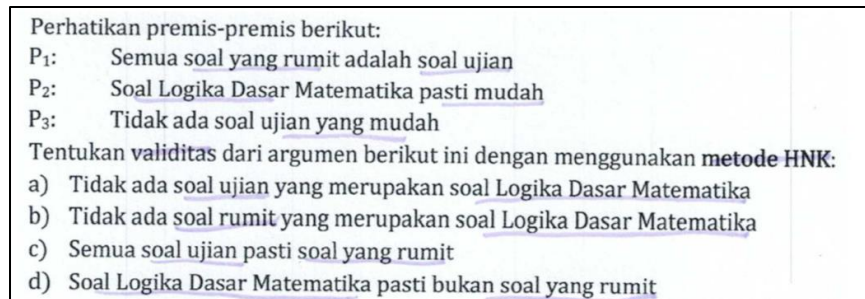 Perhatikan premis-premis berikut:
P₁: Semua soal yang rumit adalah soal ujian
P₂: Soal Logika Dasar Matematika pasti mudah
P₃: Tidak ada soal ujian yang mudah
Tentukan validitas dari argumen berikut ini dengan menggunakan metode HNK:
a) Tidak ada soal ujian yang merupakan soal Logika Dasar Matematika
b) Tidak ada soal rumit yang merupakan soal Logika Dasar Matematika
c) Semua soal ujian pasti soal yang rumit
d) Soal Logika Dasar Matematika pasti bukan soal yang rumit